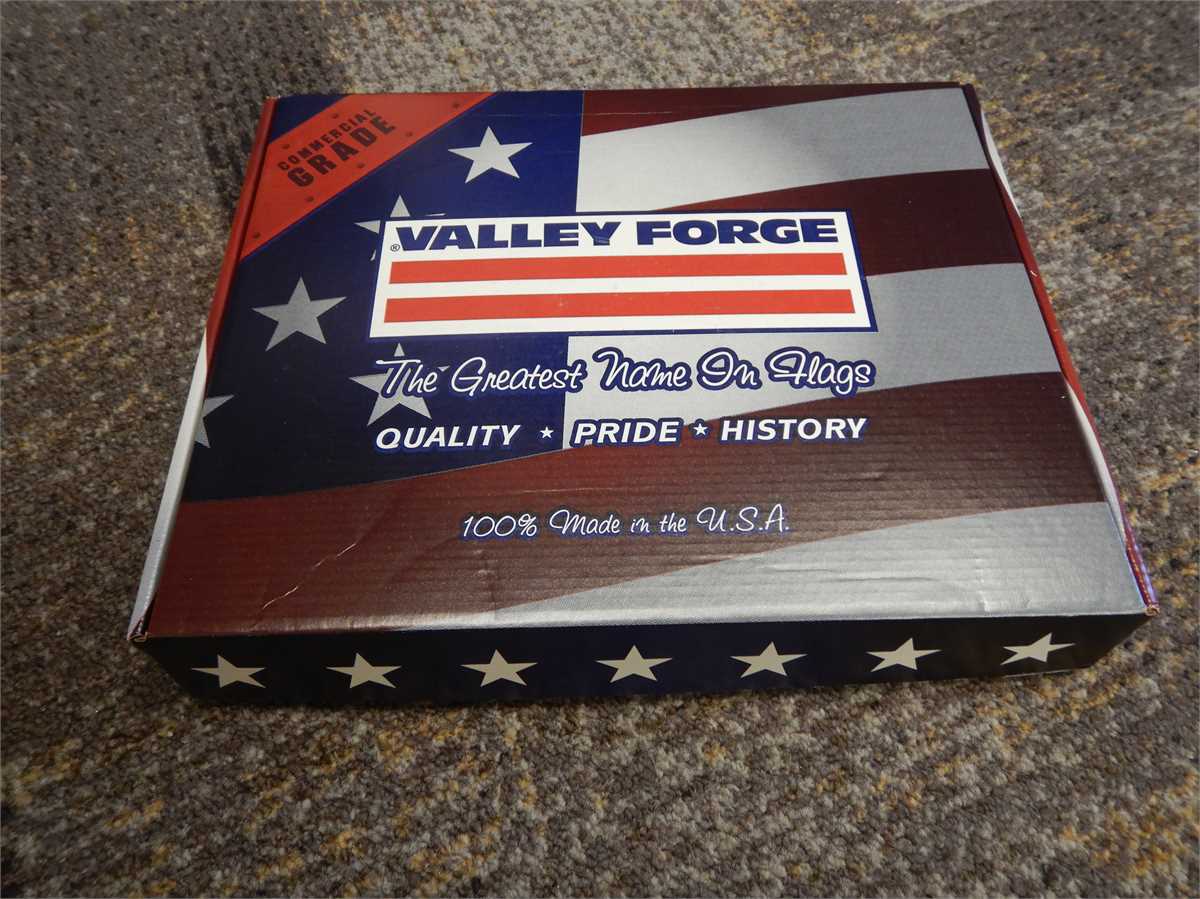 COMMERCIAL
GRADE
® VALLEY FORGE
The Greatest Name In Flags
QUALITY ★ PRIDE ★ HISTORY
100% Made in the U.S.A.